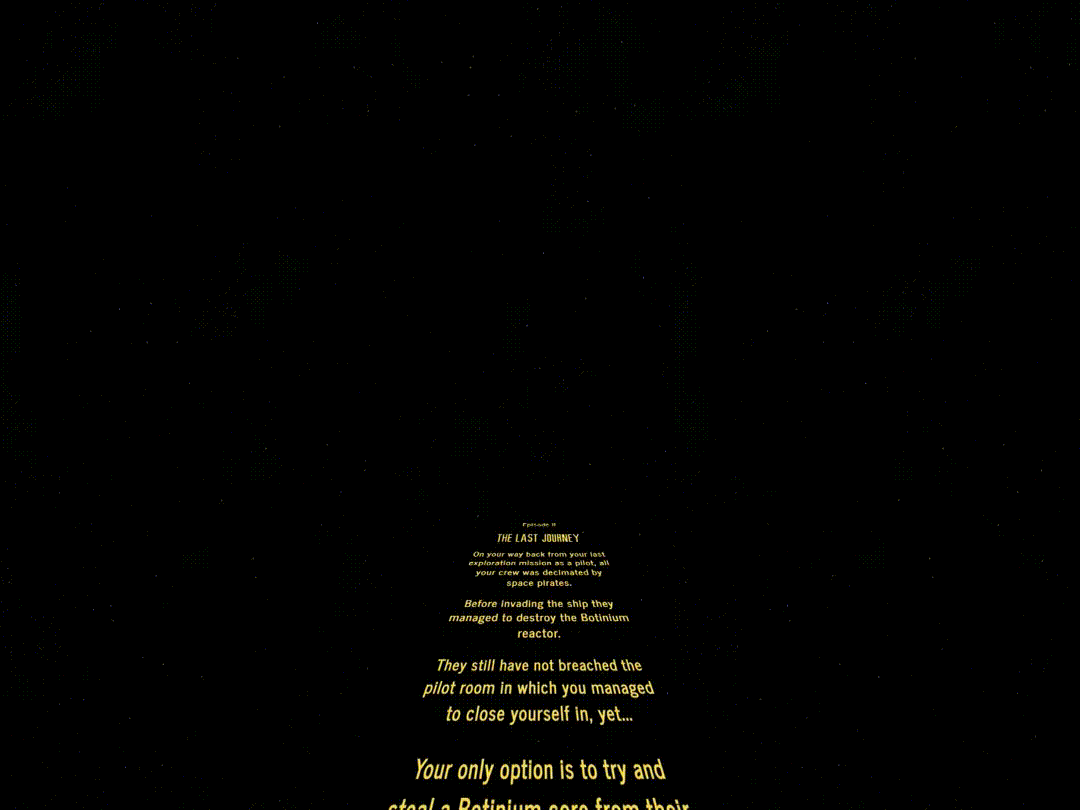 Episode II
THE LAST JOURNEY
On your way back from your last
exploration mission as a pilot, all
your crew was decimated by
space pirates.
Before invading the ship they
managed to destroy the Botinium
reactor.
They still have not breached the
pilot room in which you managed
to close yourself in, yet...
Your only option is to try and
steal a Botinium core from their